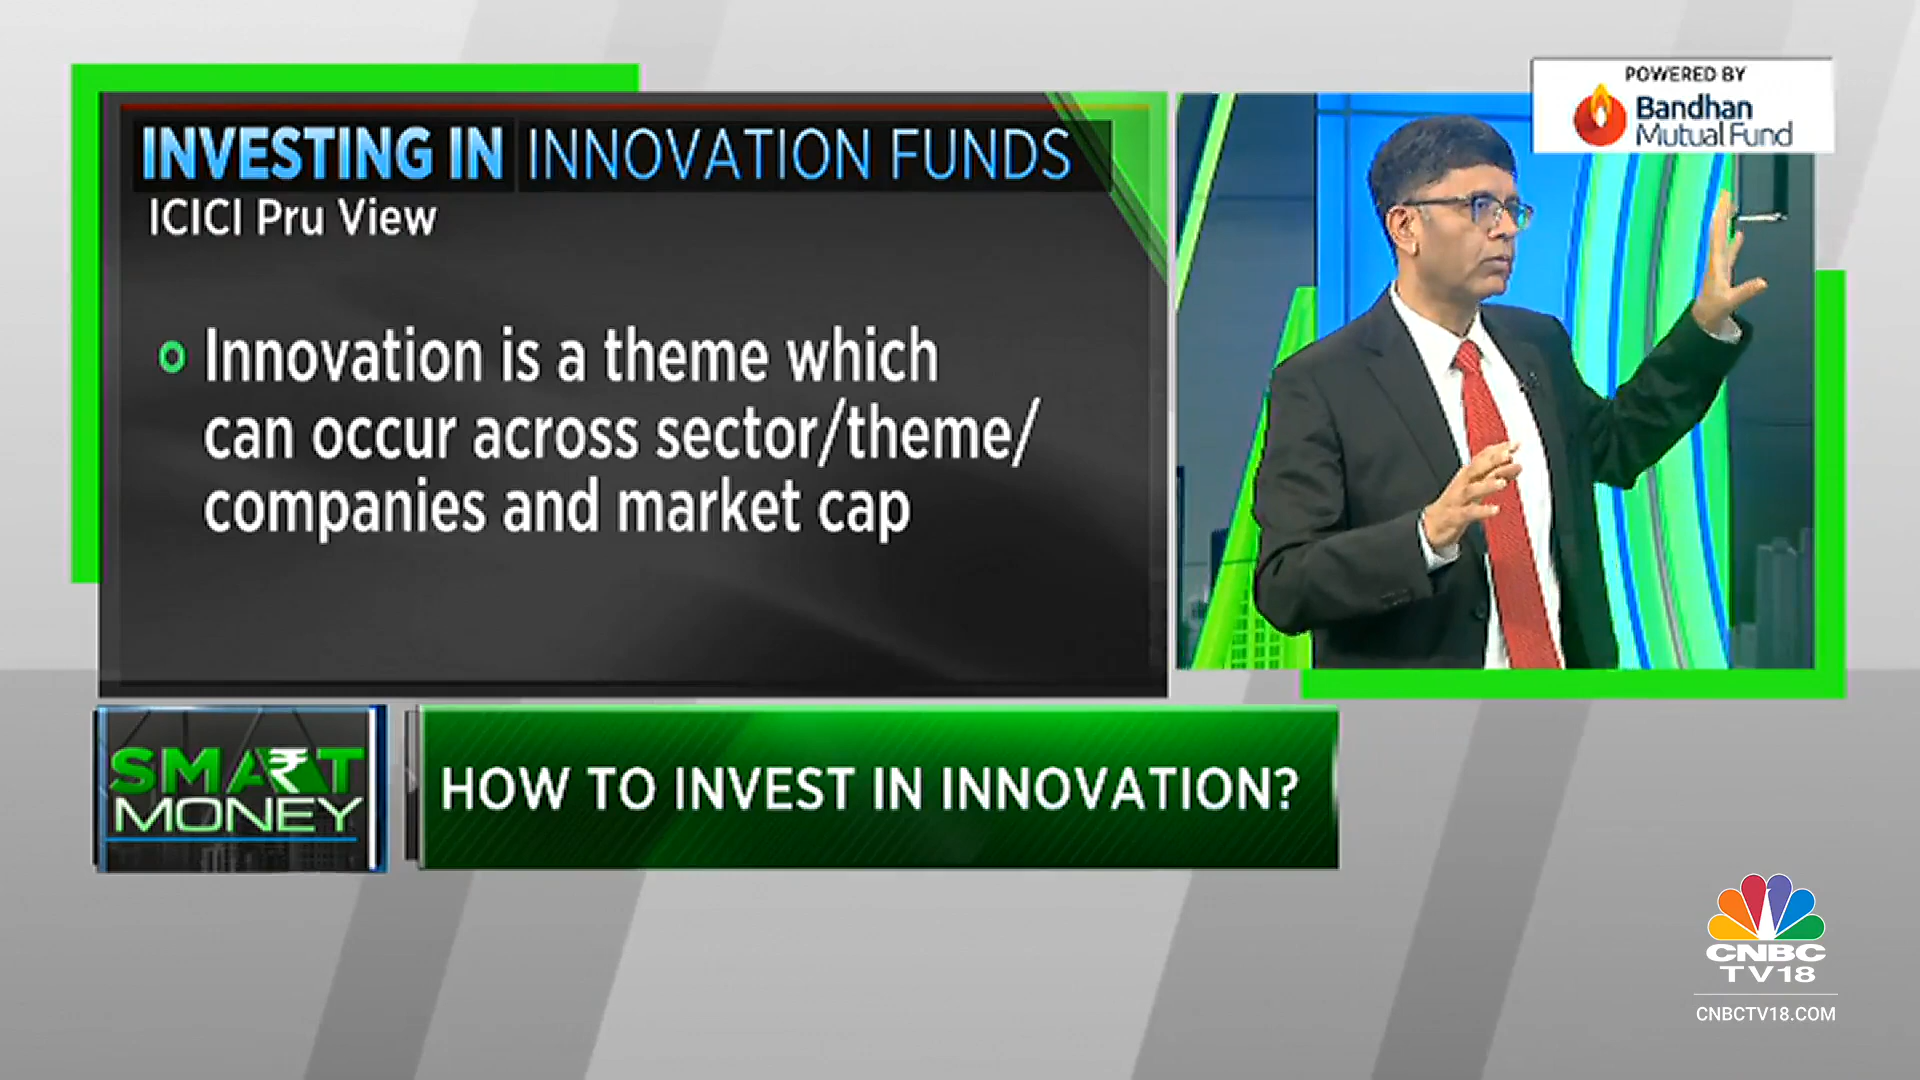 POWERED BY
Bandhan
Mutual Fund
INVESTING IN INNOVATION FUNDS
ICICI Pru View
Innovation is a theme which
can occur across sector/theme/
companies and market cap
SMA₹T
MONEY
HOW TO INVEST IN INNOVATION?
CNBC
TV18
CNBCTV18.COM